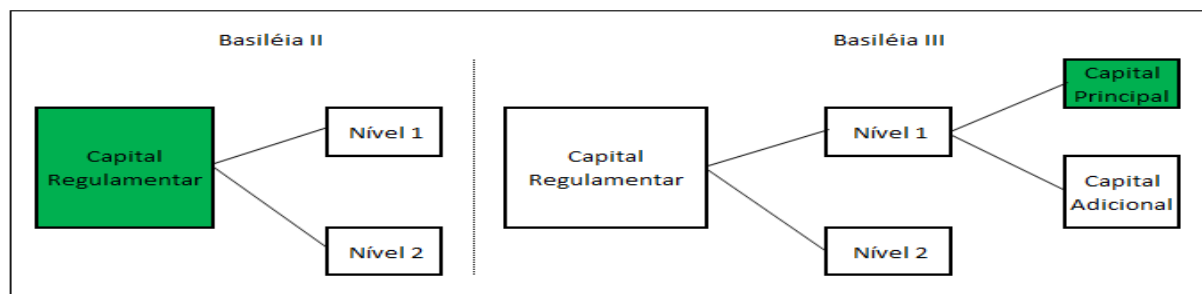 Basiléia II
Capital
Regulamentar
Nível 1
Nível 2
Basiléia III
Capital
Regulamentar
Nível 1
Nível 2
Capital
Principal
Capital
Adicional